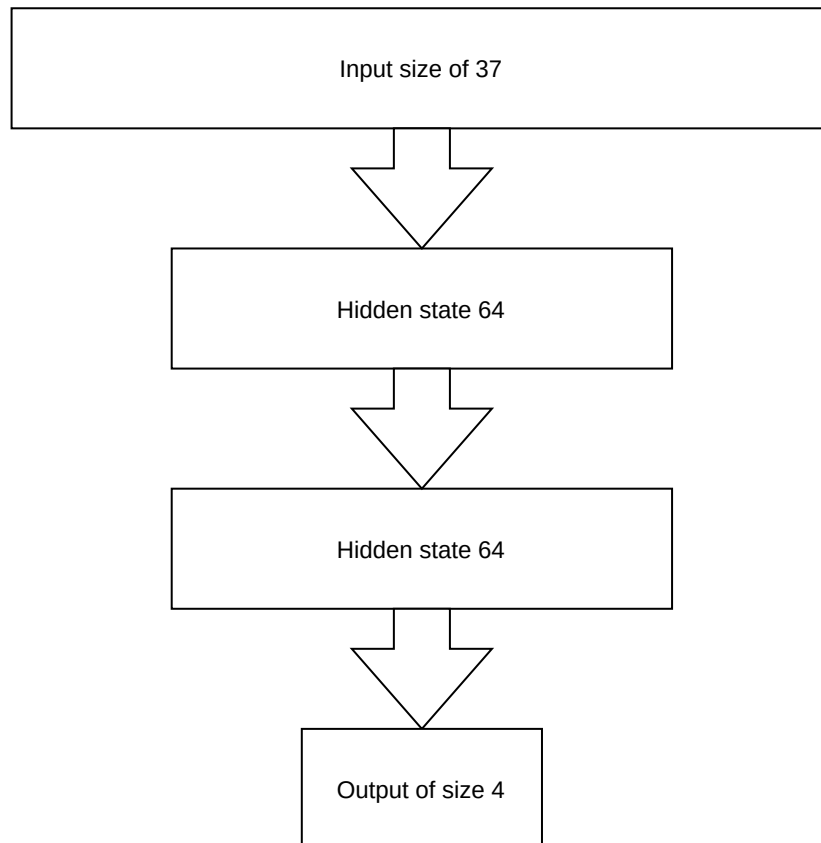 Input size of 37
Hidden state 64
Hidden state 64
Output of size 4